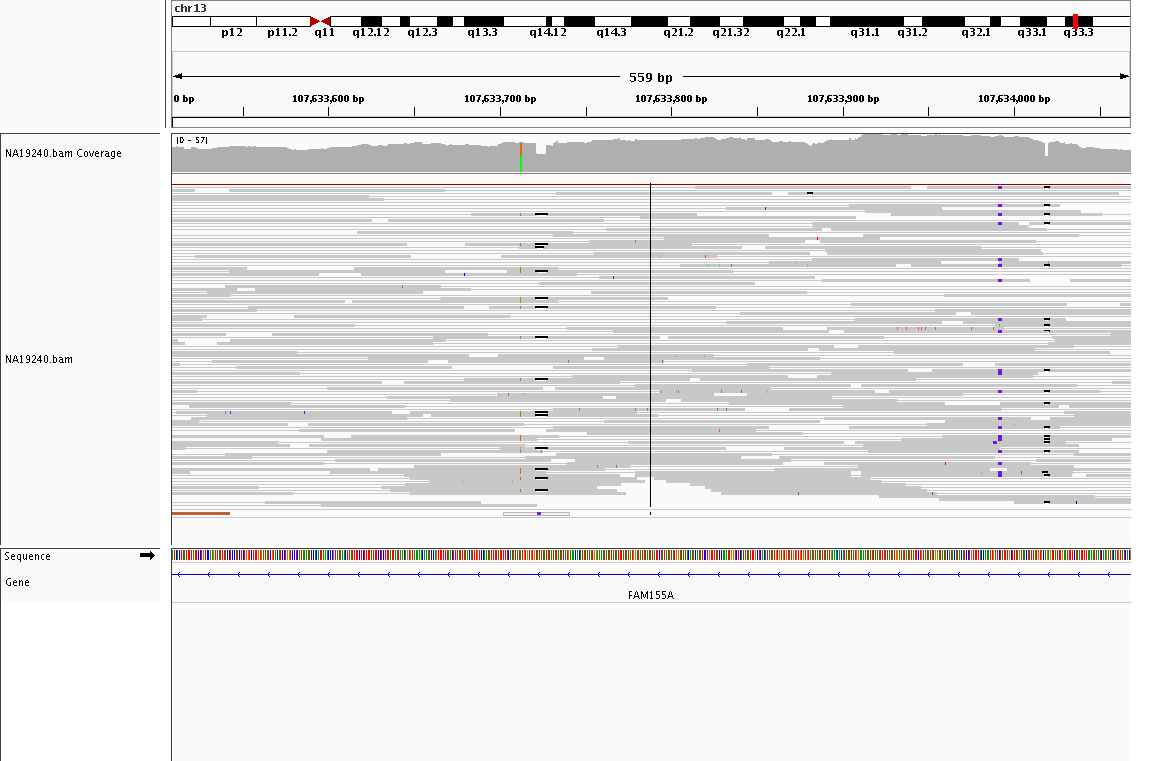 chr13
p12 p11.2 q11 q12.12 q12.3 q13.3 q14.12 q14.3 q21.2 q21.32 q22.1 q31.1 q31.2 q32.1 q33.1 q33.3
559 bp
0 bp 107,633,600 bp 107,633,700 bp 107,633,800 bp 107,633,900 bp 107,634,000 bp
[0 - 57]
NA19240.bam Coverage
NA19240.bam
Sequence
Gene
FAM155A